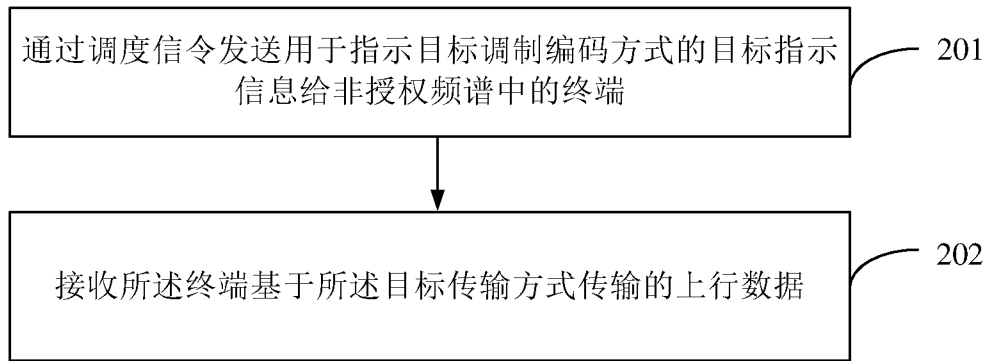 通过调度信令发送用于指示目标调制编码方式的目标指示
信息给非授权频谱中的终端
201
接收所述终端基于所述目标传输方式传输的上行数据
202